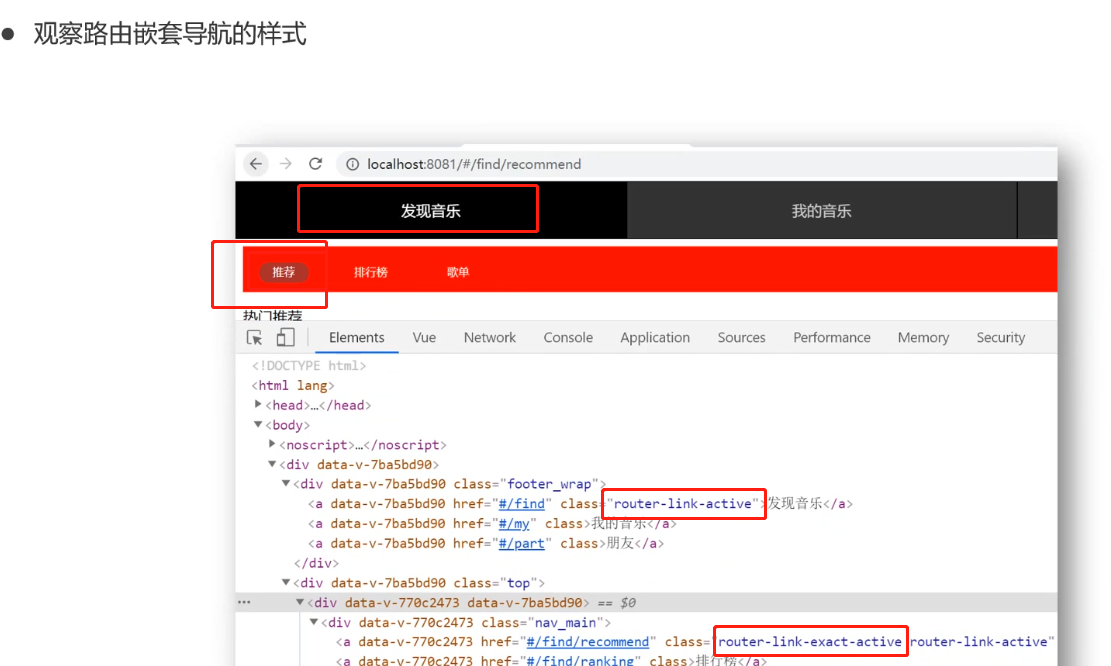 ● 观察路由嵌套导航的样式
localhost:8081/#/find/recommend
发现音乐 我的音乐
推荐 排行榜 歌单
热门推荐
Elements Vue Network Console Application Sources Performance Memory Security
<!DOCTYPE html>
<html lang>
<head>…</head>
<body>
<noscript>…</noscript>
<div data-v-7ba5bd90>
<div data-v-7ba5bd90 class="footer_wrap">
<a data-v-7ba5bd90 href="#/find" class="router-link-active">发现音乐</a>
<a data-v-7ba5bd90 href="#/my" class>我的音乐</a>
<a data-v-7ba5bd90 href="#/part" class>朋友</a>
</div>
<div data-v-7ba5bd90 class="top">
… <div data-v-770c2473 data-v-7ba5bd90> == $0
<div data-v-770c2473 class="nav_main">
<a data-v-770c2473 href="#/find/recommend" class="router-link-exact-active router-link-active"
<a data-v-770c2473 href="#/find/ranking" class>排行榜</a>